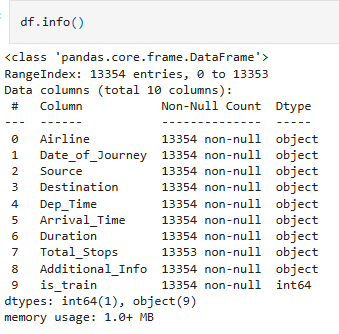 df.info()
<class 'pandas.core.frame.DataFrame'>
RangeIndex: 13354 entries, 0 to 13353
Data columns (total 10 columns):
 #   Column           Non-Null Count  Dtype
---  ------           --------------  -----
 0   Airline          13354 non-null  object
 1   Date_of_Journey  13354 non-null  object
 2   Source           13354 non-null  object
 3   Destination      13354 non-null  object
 4   Dep_Time         13354 non-null  object
 5   Arrival_Time     13354 non-null  object
 6   Duration         13354 non-null  object
 7   Total_Stops      13353 non-null  object
 8   Additional_Info  13354 non-null  object
 9   is_train         13354 non-null  int64
dtypes: int64(1), object(9)
memory usage: 1.0+ MB